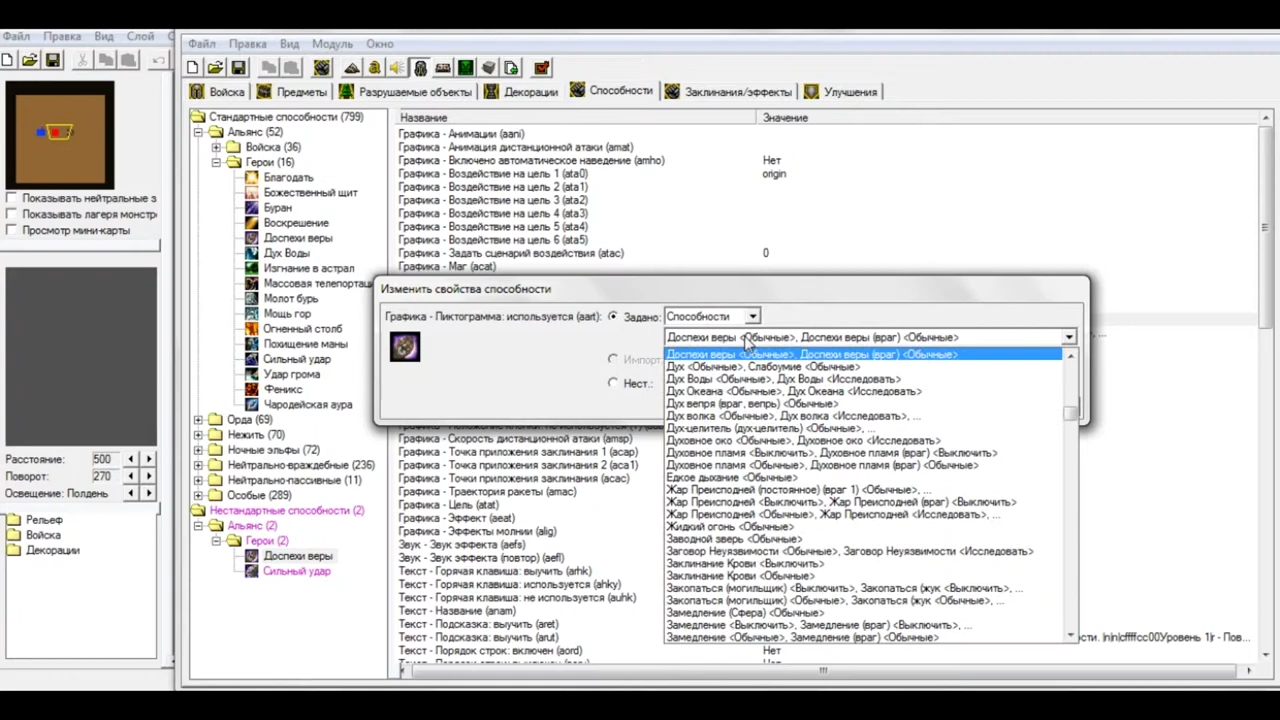 Файл Правка Вид Слой
Показывать нейтральные з
Показывать лагеря монстро
Просмотр мини-карты
Расстояние: 500
Поворот: 270
Освещение: Полдень
Рельеф
Войска
Декорации
Файл Правка Вид Модуль Окно
Войска Предметы Разрушаемые объекты Декорации Способности Заклинания/эффекты Улучшения
Стандартные способности (799)
Альянс (52)
Войска (36)
Герои (16)
Благодать
Божественный щит
Буран
Воскрешение
Доспехи веры
Дух Воды
Изгнание в астрал
Массовая телепортац
Молот бурь
Мощь гор
Огненный столб
Похищение маны
Сильный удар
Удар грома
Феникс
Чародейская аура
Орда (69)
Нежить (70)
Ночные эльфы (72)
Нейтрально-враждебные (236)
Нейтрально-пассивные (11)
Особые (289)
Нестандартные способности (2)
Альянс (2)
Герои (2)
Доспехи веры
Сильный удар
Название Значение
Графика - Анимации (aani)
Графика - Анимация дистанционной атаки (amat)
Графика - Включено автоматическое наведение (amho) Нет
Графика - Воздействие на цель 1 (ata0) origin
Графика - Воздействие на цель 2 (ata1)
Графика - Воздействие на цель 3 (ata2)
Графика - Воздействие на цель 4 (ata3)
Графика - Воздействие на цель 5 (ata4)
Графика - Воздействие на цель 6 (ata5)
Графика - Задать сценарий воздействия (atac) 0
Графика - Маг (acat)
Изменить свойства способности
Графика - Пиктограмма: используется (aart): Задано: Способности
Доспехи веры <Обычные>, Доспехи веры (враг) <Обычные>
Импорт
Нест.:
Доспехи веры <Обычные>, Доспехи веры (враг) <Обычные>
Дух <Обычные>, Слабоумие <Обычные>
Дух Воды <Обычные>, Дух Воды <Исследовать>
Дух Океана <Обычные>, Дух Океана <Исследовать>
Дух вепря (враг, вепрь) <Обычные>
Дух волка <Обычные>, Дух волка <Исследовать>, ...
Дух-целитель (дух-целитель) <Обычные>, ...
Духовное око <Обычные>, Духовное око <Исследовать>
Духовное пламя <Выключить>, Духовное пламя (враг) <Выключить>
Духовное пламя <Обычные>, Духовное пламя (враг) <Обычные>
Едкое дыхание <Обычные>
Жар Преисподней (постоянное) (враг 1) <Обычные>, ...
Жар Преисподней <Выключить>, Жар Преисподней (враг) <Выключить>
Жар Преисподней <Обычные>, Жар Преисподней <Исследовать>, ...
Жидкий огонь <Обычные>
Заводной зверь <Обычные>
Заговор Неуязвимости <Обычные>, Заговор Неуязвимости <Исследовать>
Заклинание Крови <Выключить>
Заклинание Крови <Обычные>
Закопаться (могильщик) <Выключить>, Закопаться (жук <Выключить>, ...
Закопаться (могильщик) <Обычные>, Закопаться (жук <Обычные>, ...
Замедление (Сфера) <Обычные>
Замедление <Выключить>, Замедление (враг) <Выключить>, ...
Замедление <Обычные>, Замедление (враг) <Обычные>
Графика - Скорость дистанционной атаки (amsp)
Графика - Точка приложения заклинания 1 (acap)
Графика - Точка приложения заклинания 2 (aca1)
Графика - Точка приложения заклинания (acac)
Графика - Траектория ракеты (amac)
Графика - Цель (atat)
Графика - Эффект (aeat)
Графика - Эффекты молнии (alig)
Звук - Звук эффекта (aefs)
Звук - Звук эффекта (повтор) (aefl)
Текст - Горячая клавиша: выучить (arhk)
Текст - Горячая клавиша: используется (ahky)
Текст - Горячая клавиша: не используется (auhk)
Текст - Название (anam)
Текст - Подсказка: выучить (aret)
Текст - Подсказка: выучить (arut) |n|n|cffffcc00Уровень 1|r - Пов...
Текст - Порядок строк: включен (aord) Нет